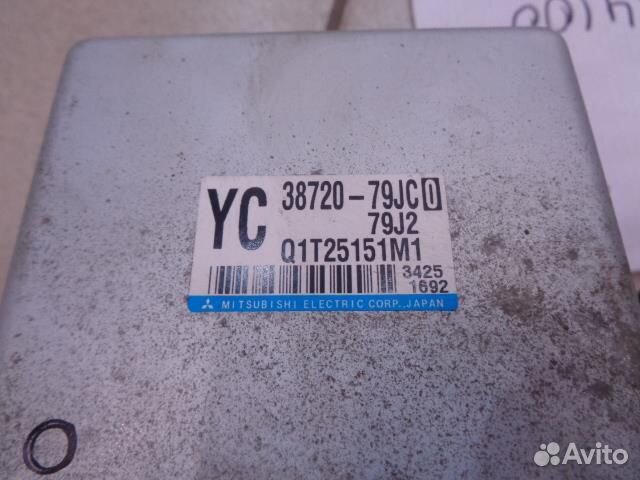 YC 38720-79JC0
79J2
Q1T25151M1
3425
1692
MITSUBISHI ELECTRIC CORP.,JAPAN
Avito